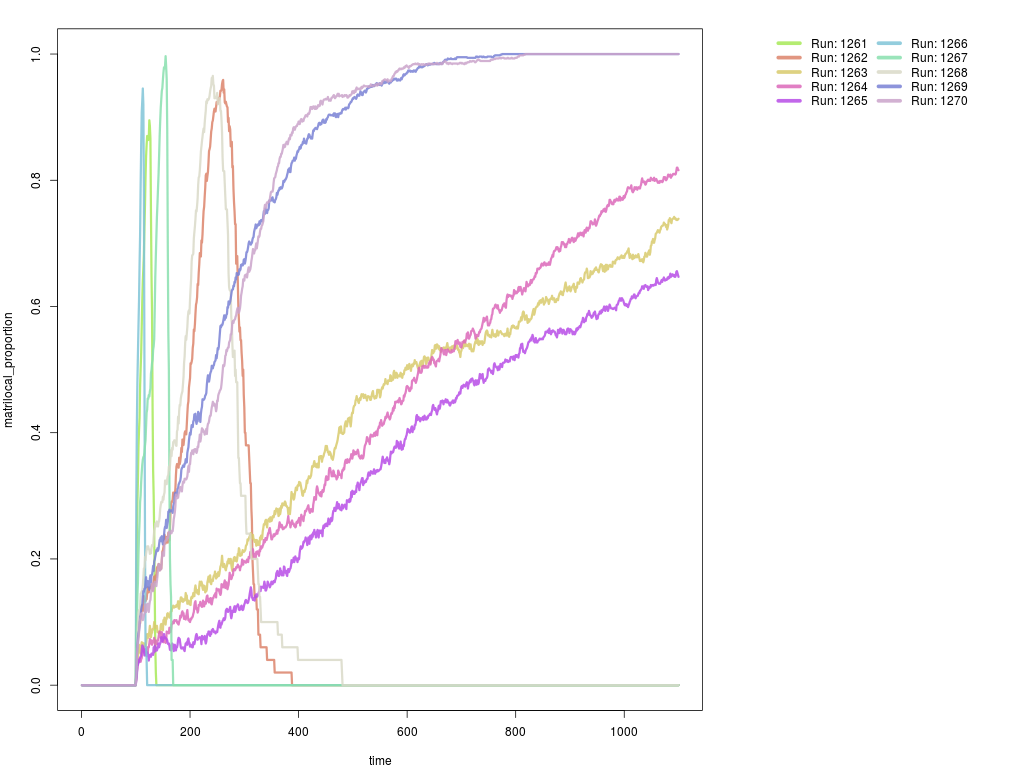 Run: 1261 Run: 1266
Run: 1262 Run: 1267
Run: 1263 Run: 1268
Run: 1264 Run: 1269
Run: 1265 Run: 1270
matrilocal_proportion
1.0
0.8
0.6
0.4
0.2
0.0
0 200 400 600 800 1000
time